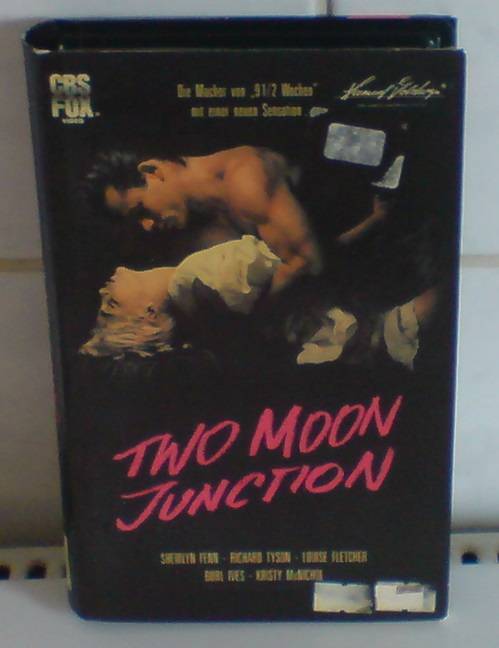 CBS
FOX
VIDEO
Die Macher von „91/2 Wochen"
mit einer neuen Sensation
TWO MOON
JUNCTION
SHERILYN FENN - RICHARD TYSON - LOUISE FLETCHER
BURL IVES - KRISTY McNICHOL